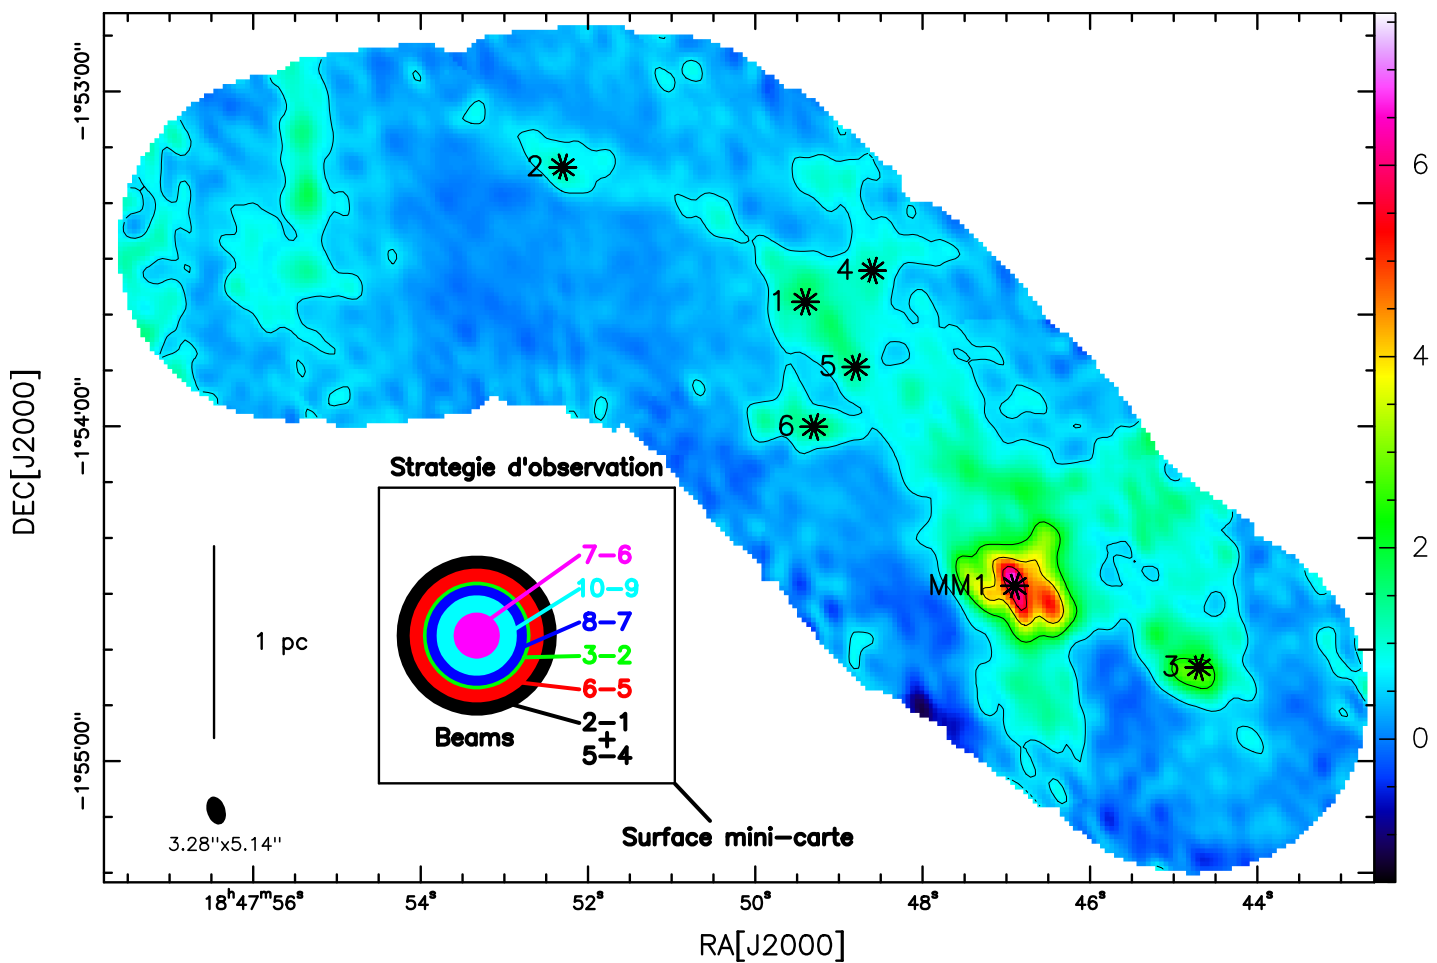 -1°53'00"
-1°54'00"
-1°55'00"
DEC[J2000]
2
4
1
5
6
MM1
3
6
4
2
0
Strategie d'observation
7-6
10-9
8-7
3-2
6-5
2-1
+
5-4
Beams
Surface mini-carte
1 pc
3.28"x5.14"
18h47m56s
54s
52s
50s
48s
46s
44s
RA[J2000]